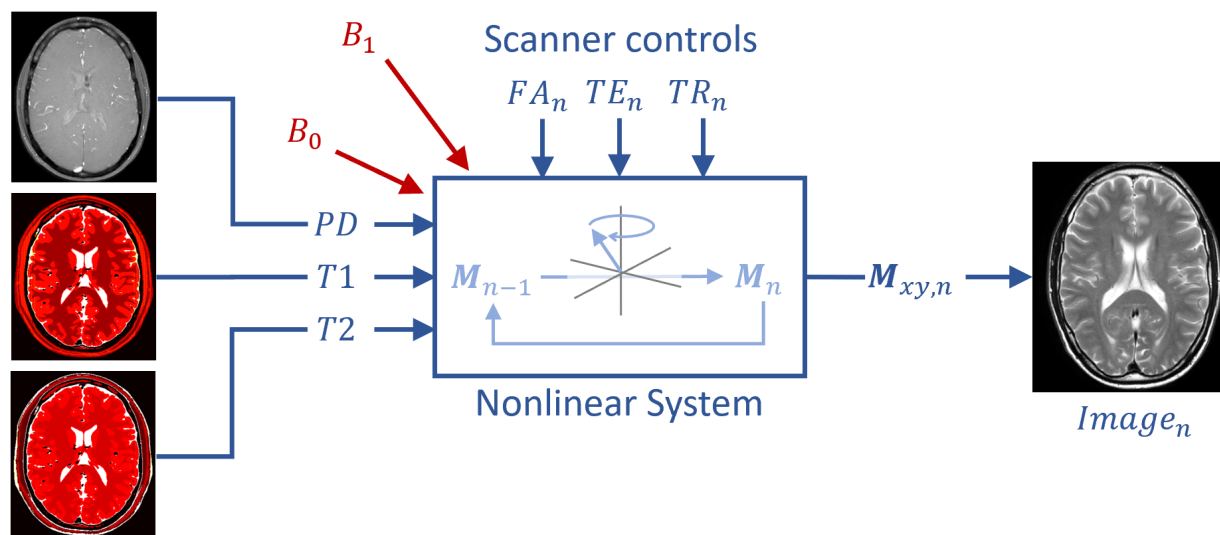 Scanner controls
B₁
FAₙ TEₙ TRₙ
B₀
PD
T1
T2
Mₙ₋₁
Mₙ
Mxy,n
Nonlinear System
Imageₙ